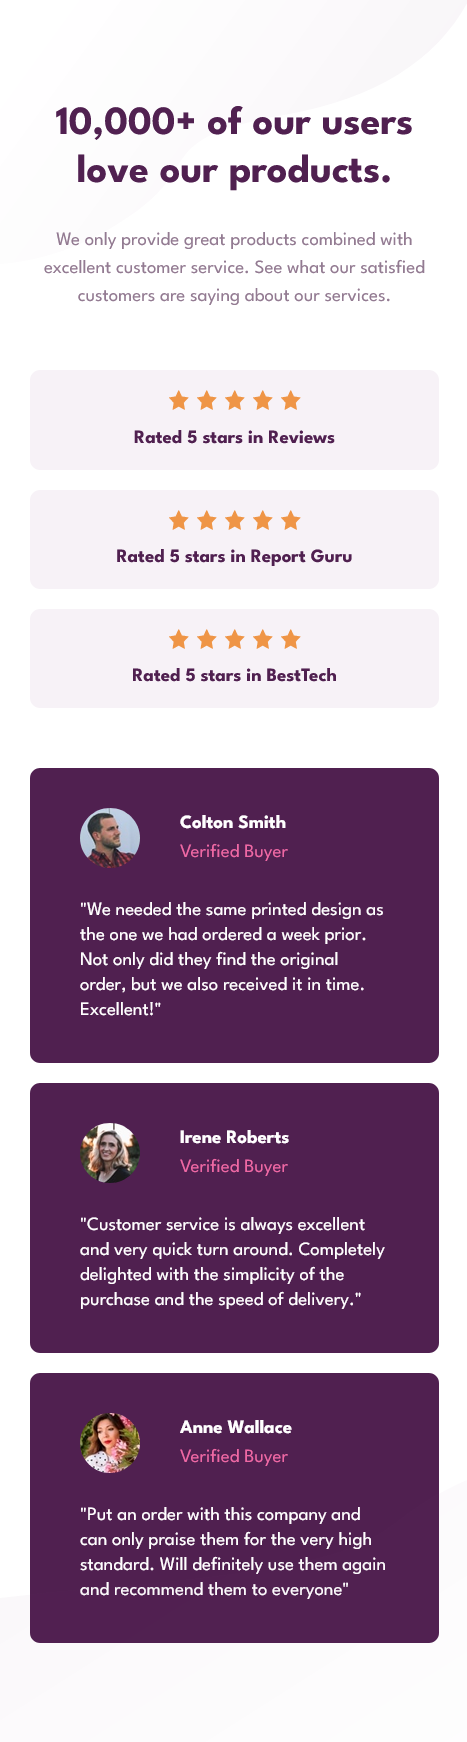 10,000+ of our users
love our products.
We only provide great products combined with
excellent customer service. See what our satisfied
customers are saying about our services.
Rated 5 stars in Reviews
Rated 5 stars in Report Guru
Rated 5 stars in BestTech
Colton Smith
Verified Buyer
"We needed the same printed design as
the one we had ordered a week prior.
Not only did they find the original
order, but we also received it in time.
Excellent!"
Irene Roberts
Verified Buyer
"Customer service is always excellent
and very quick turn around. Completely
delighted with the simplicity of the
purchase and the speed of delivery."
Anne Wallace
Verified Buyer
"Put an order with this company and
can only praise them for the very high
standard. Will definitely use them again
and recommend them to everyone"